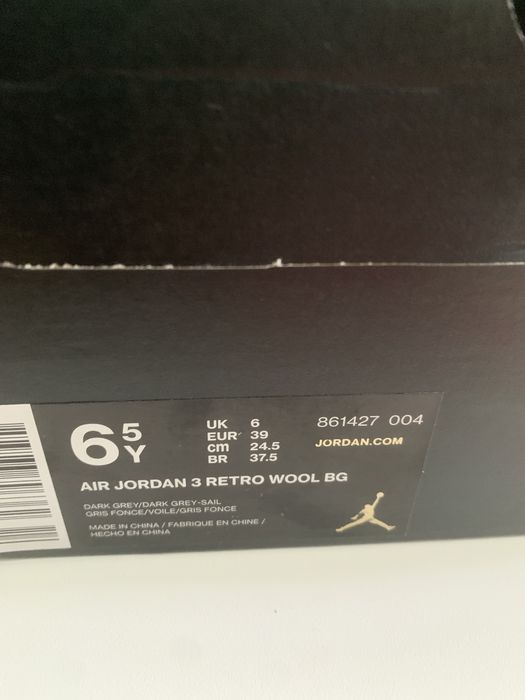 6 5 Y
UK 6
EUR 39
cm 24.5
BR 37.5
861427 004
JORDAN.COM
AIR JORDAN 3 RETRO WOOL BG
DARK GREY/DARK GREY-SAIL
GRIS FONCE/VOILE/GRIS FONCE
MADE IN CHINA / FABRIQUE EN CHINE /
HECHO EN CHINA